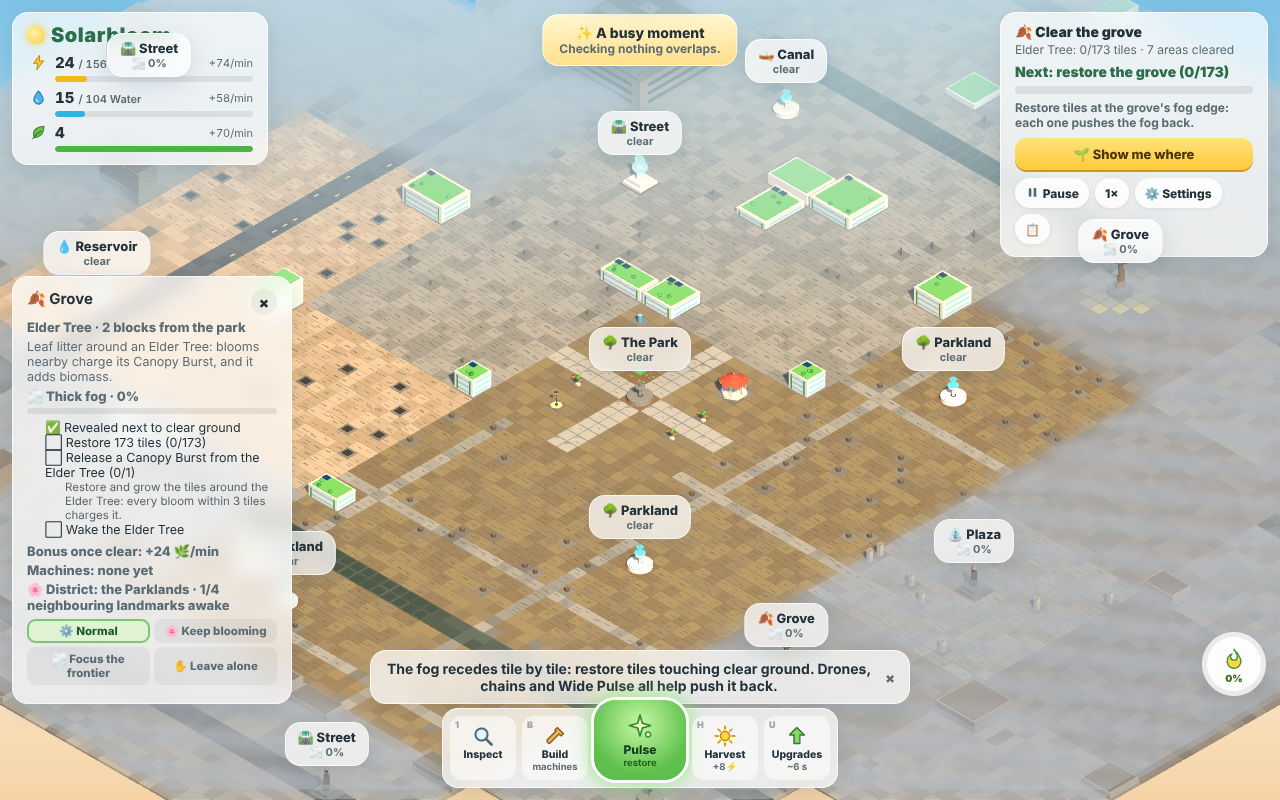 Solarbloom
Street
0%
24 / 156
+74/min
15 / 104 Water
+58/min
4
+70/min
✨ A busy moment
Checking nothing overlaps.
Canal
clear
Street
clear
Clear the grove
Elder Tree: 0/173 tiles · 7 areas cleared
Next: restore the grove (0/173)
Restore tiles at the grove's fog edge:
each one pushes the fog back.
Show me where
Pause
1×
Settings
Grove
0%
Reservoir
clear
Grove
×
Elder Tree · 2 blocks from the park
Leaf litter around an Elder Tree: blooms
nearby charge its Canopy Burst, and it
adds biomass.
Thick fog · 0%
✅ Revealed next to clear ground
Restore 173 tiles (0/173)
Release a Canopy Burst from the
Elder Tree (0/1)
Restore and grow the tiles around the
Elder Tree: every bloom within 3 tiles
charges it.
Wake the Elder Tree
Bonus once clear: +24 🌿/min
Machines: none yet
District: the Parklands · 1/4
neighbouring landmarks awake
Normal
Keep blooming
Focus the
frontier
Leave alone
The Park
clear
Parkland
clear
Parkland
clear
Plaza
0%
Grove
0%
Street
0%
The fog recedes tile by tile: restore tiles touching clear ground. Drones,
chains and Wide Pulse all help push it back.
×
1
Inspect
B
Build
machines
Pulse
restore
H
Harvest
+8⚡
U
Upgrades
~6 s
0%